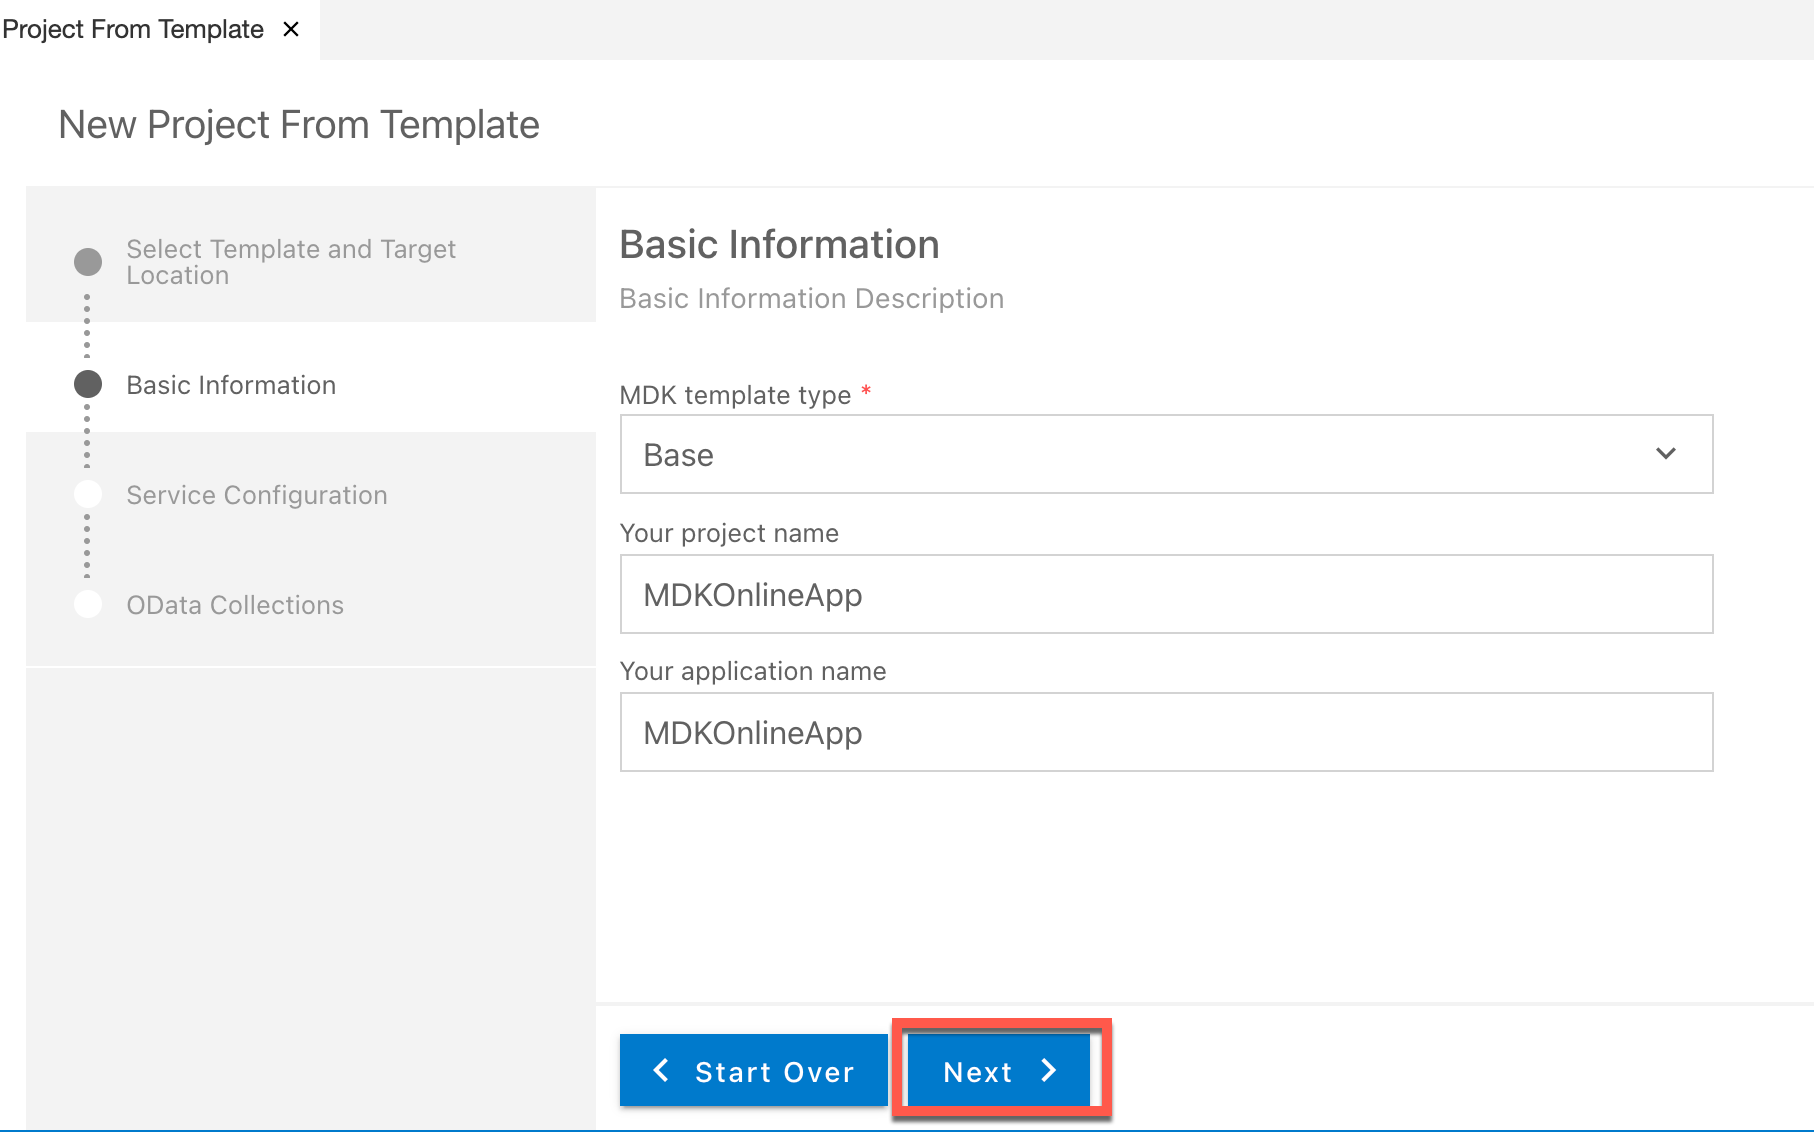 Project From Template ×
New Project From Template
Select Template and Target
Location
Basic Information
Service Configuration
OData Collections
Basic Information
Basic Information Description
MDK template type *
Base
Your project name
MDKOnlineApp
Your application name
MDKOnlineApp
Start Over
Next